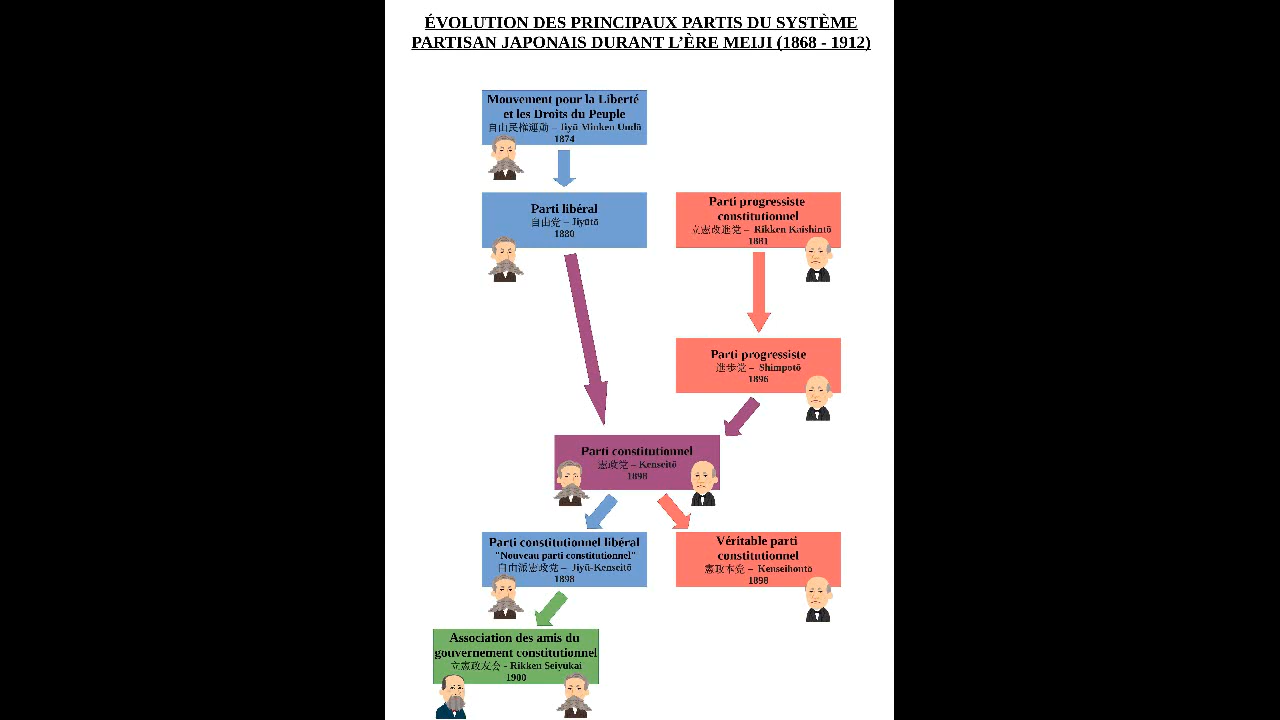 ÉVOLUTION DES PRINCIPAUX PARTIS DU SYSTÈME
PARTISAN JAPONAIS DURANT L'ÈRE MEIJI (1868 - 1912)
Mouvement pour la Liberté
et les Droits du Peuple
自由民権運動 – Jiyū Minken Undō
1874
Parti libéral
自由党 – Jiyūtō
1880
Parti progressiste
constitutionnel
立憲改進党 – Rikken Kaishintō
1881
Parti progressiste
進歩党 – Shimpotō
1896
Parti constitutionnel
憲政党 – Kenseitō
1898
Parti constitutionnel libéral
"Nouveau parti constitutionnel"
自由派憲政党 – Jiyū-Kenseitō
1898
Véritable parti
constitutionnel
憲政本党 – Kenseihontō
1898
Association des amis du
gouvernement constitutionnel
立憲政友会 - Rikken Seiyukai
1900